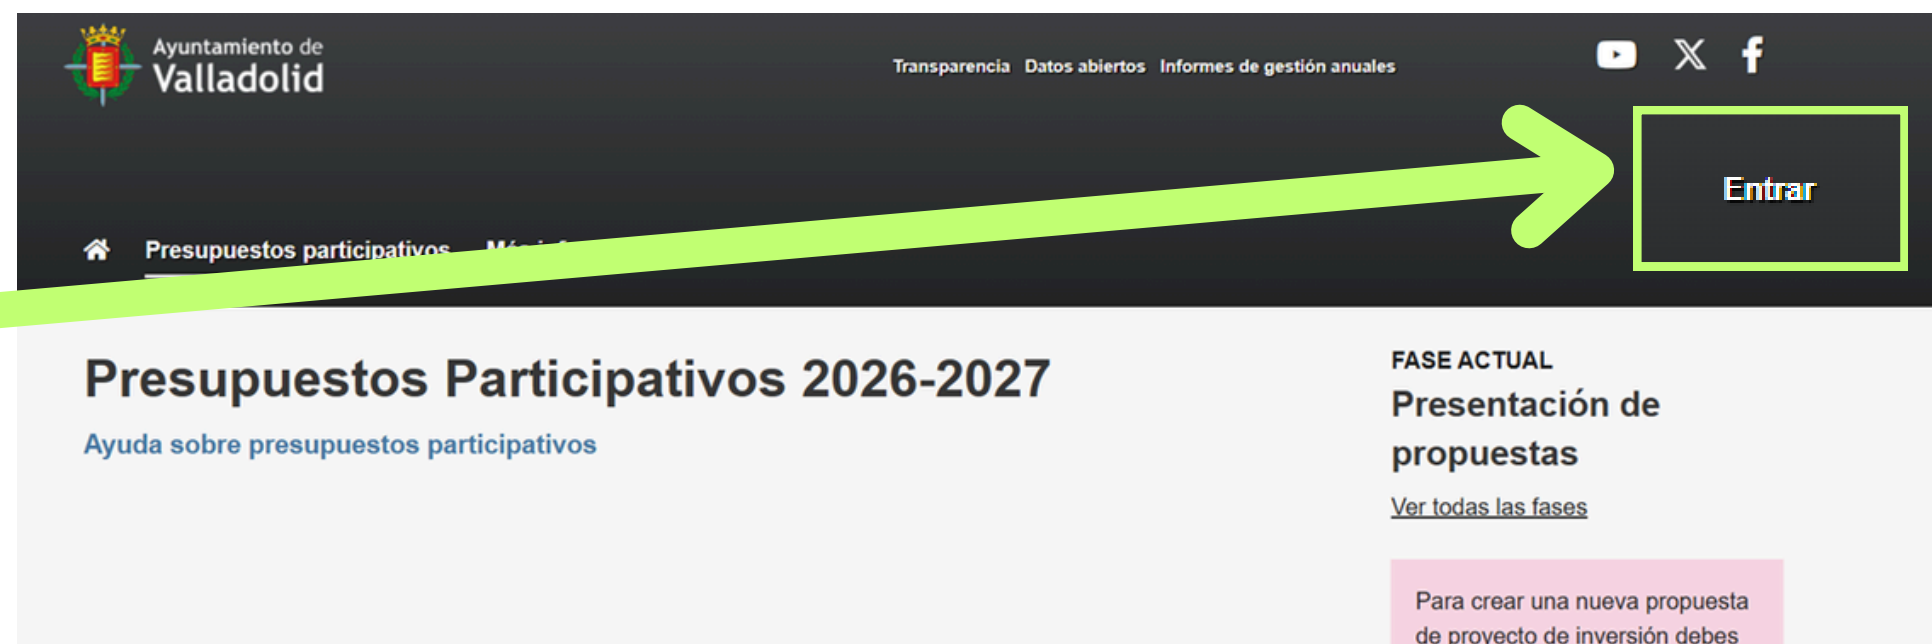 Ayuntamiento de
Valladolid
Transparencia Datos abiertos Informes de gestión anuales
Entrar
Presupuestos participativos
Presupuestos Participativos 2026-2027
Ayuda sobre presupuestos participativos
FASE ACTUAL
Presentación de
propuestas
Ver todas las fases
Para crear una nueva propuesta
de proyecto de inversión debes